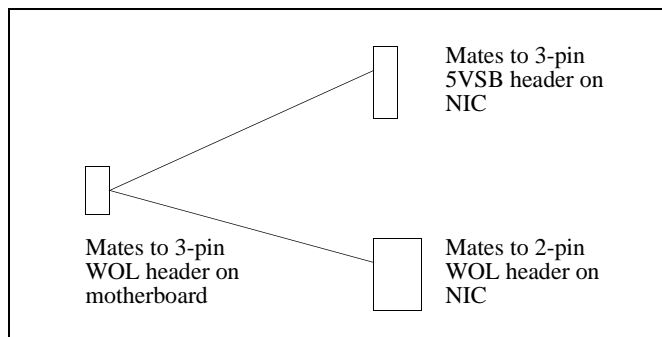 Mates to 3-pin
5VSB header on
NIC
Mates to 3-pin
WOL header on
motherboard
Mates to 2-pin
WOL header on
NIC